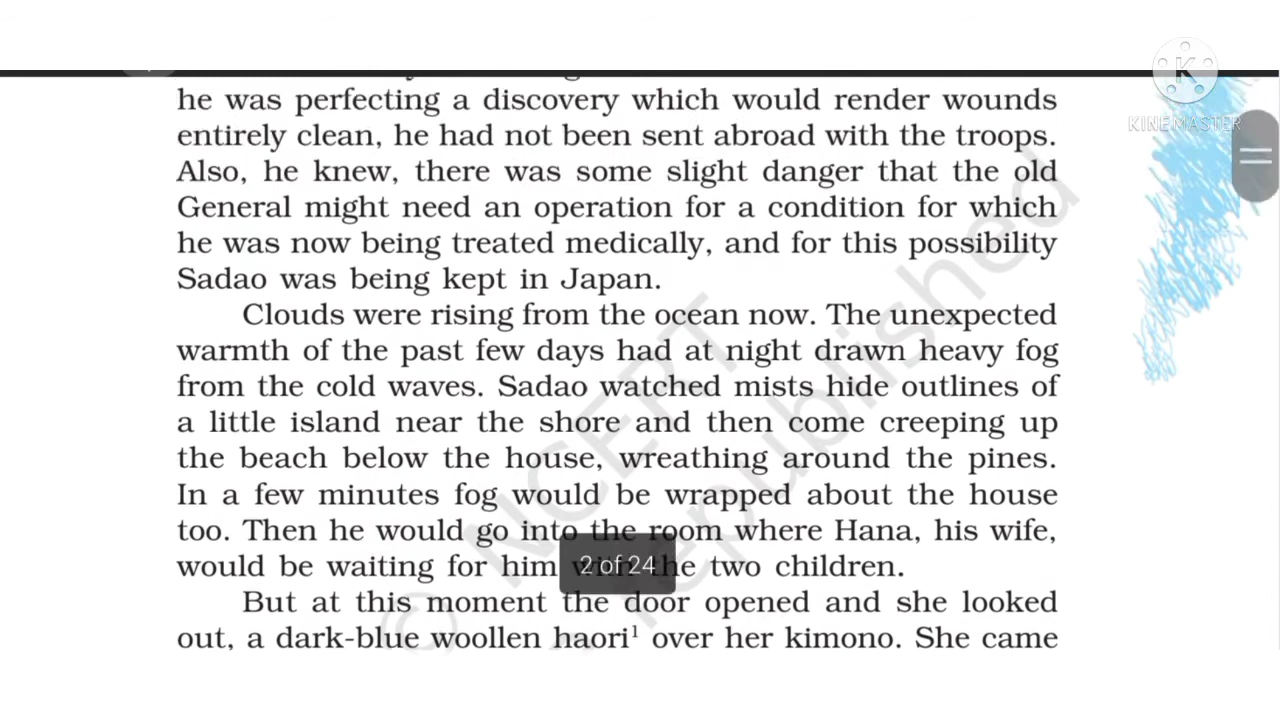 KINEMASTER
he was perfecting a discovery which would render wounds
entirely clean, he had not been sent abroad with the troops.
Also, he knew, there was some slight danger that the old
General might need an operation for a condition for which
he was now being treated medically, and for this possibility
Sadao was being kept in Japan.
Clouds were rising from the ocean now. The unexpected
warmth of the past few days had at night drawn heavy fog
from the cold waves. Sadao watched mists hide outlines of
a little island near the shore and then come creeping up
the beach below the house, wreathing around the pines.
In a few minutes fog would be wrapped about the house
too. Then he would go into the room where Hana, his wife,
would be waiting for him with the two children.
2 of 24
But at this moment the door opened and she looked
out, a dark-blue woollen haori¹ over her kimono. She came
© NCERT
republished